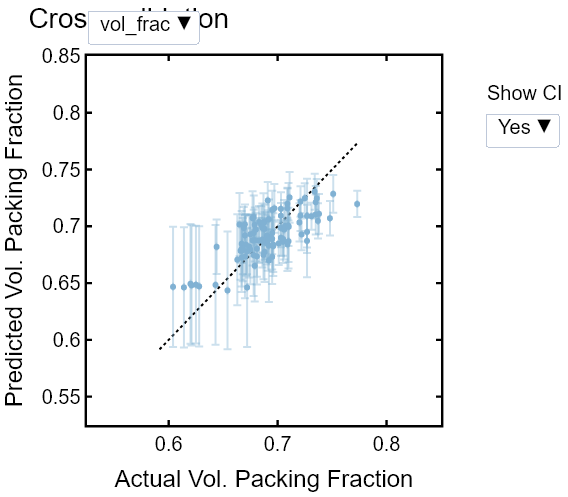 vol_frac ▼
Show CI
Yes ▼
Predicted Vol. Packing Fraction
0.85
0.8
0.75
0.7
0.65
0.6
0.55
0.6
0.7
0.8
Actual Vol. Packing Fraction